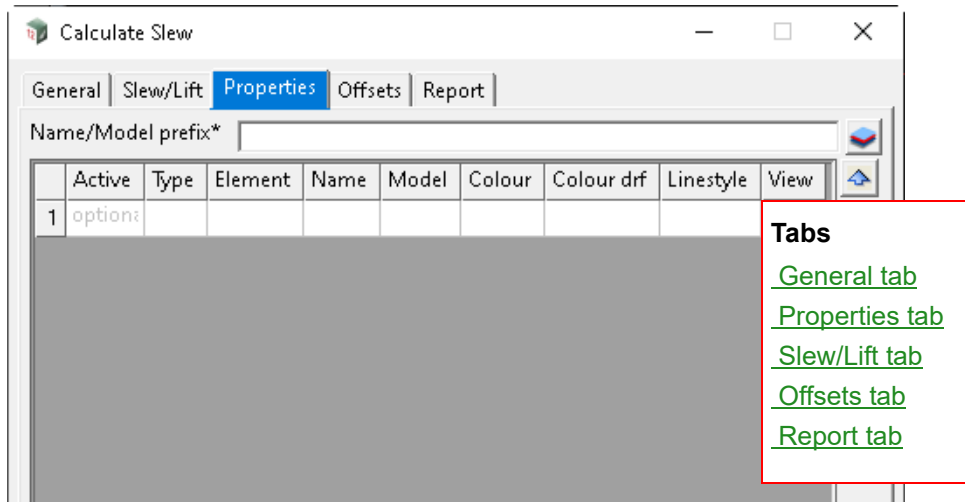 Calculate Slew
General Slew/Lift Properties Offsets Report
Name/Model prefix*
Active Type Element Name Model Colour Colour drf Linestyle View
1 optiona
Tabs
General tab
Properties tab
Slew/Lift tab
Offsets tab
Report tab